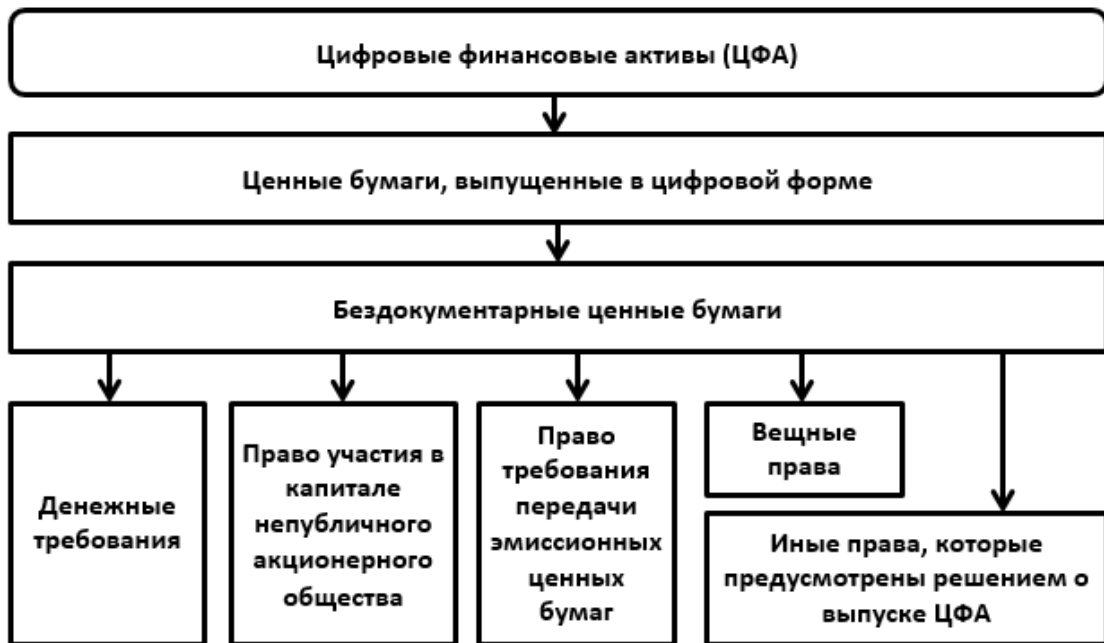 Цифровые финансовые активы (ЦФА)
Ценные бумаги, выпущенные в цифровой форме
Бездокументарные ценные бумаги
Денежные
требования
Право участия в
капитале
непубличного
акционерного
общества
Право
требования
передачи
эмиссионных
ценных
бумаг
Вещные
права
Иные права, которые
предусмотрены решением о
выпуске ЦФА